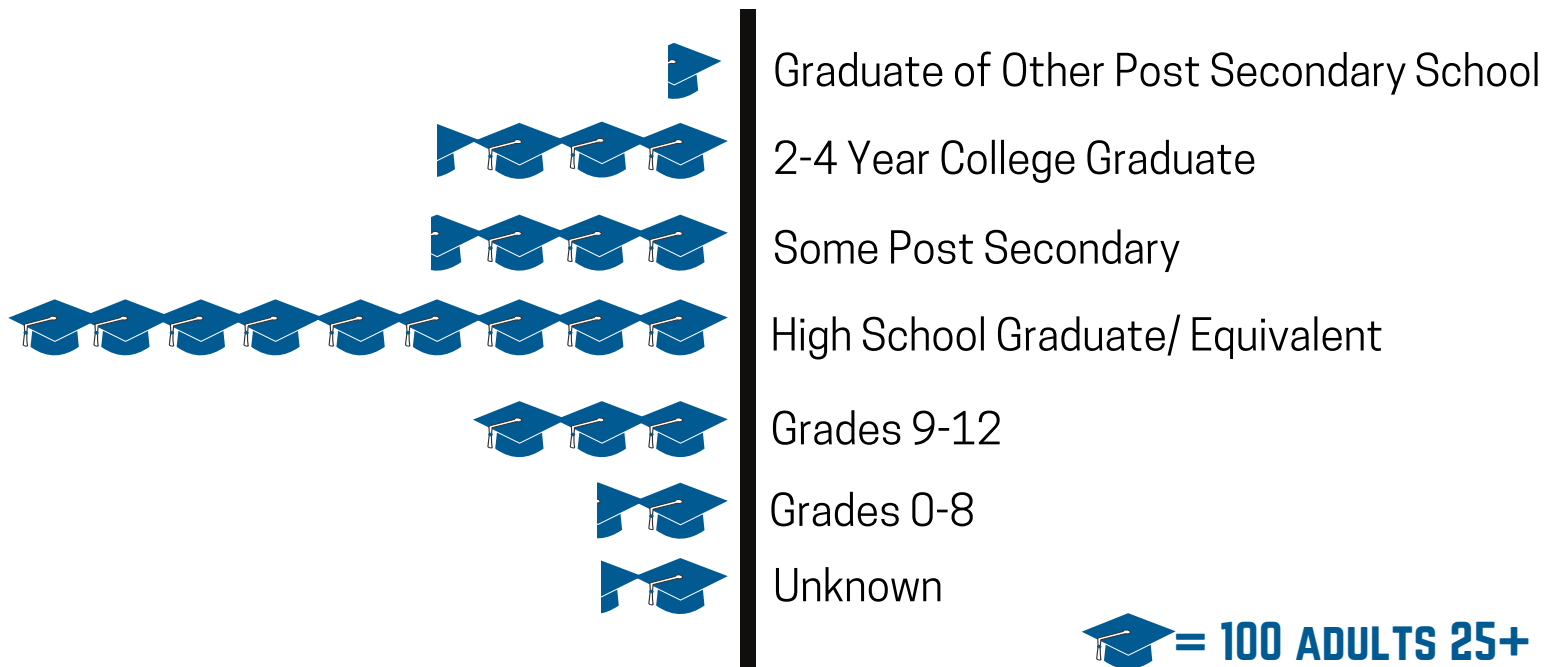 Graduate of Other Post Secondary School
2-4 Year College Graduate
Some Post Secondary
High School Graduate/ Equivalent
Grades 9-12
Grades 0-8
Unknown
= 100 ADULTS 25+